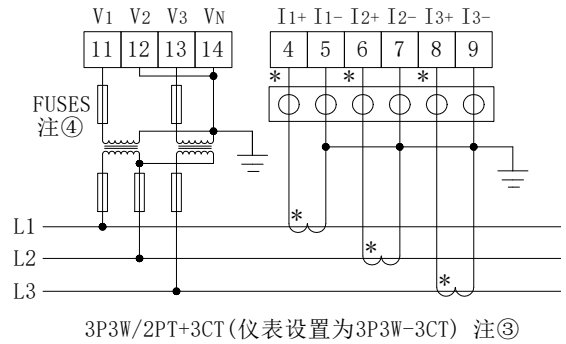 V1 V2 V3 VN I1+ I1- I2+ I2- I3+ I3-
11 12 13 14 4 5 6 7 8 9
* * *
FUSES
注④
*
L1
*
L2
*
L3
3P3W/2PT+3CT(仪表设置为3P3W-3CT) 注③